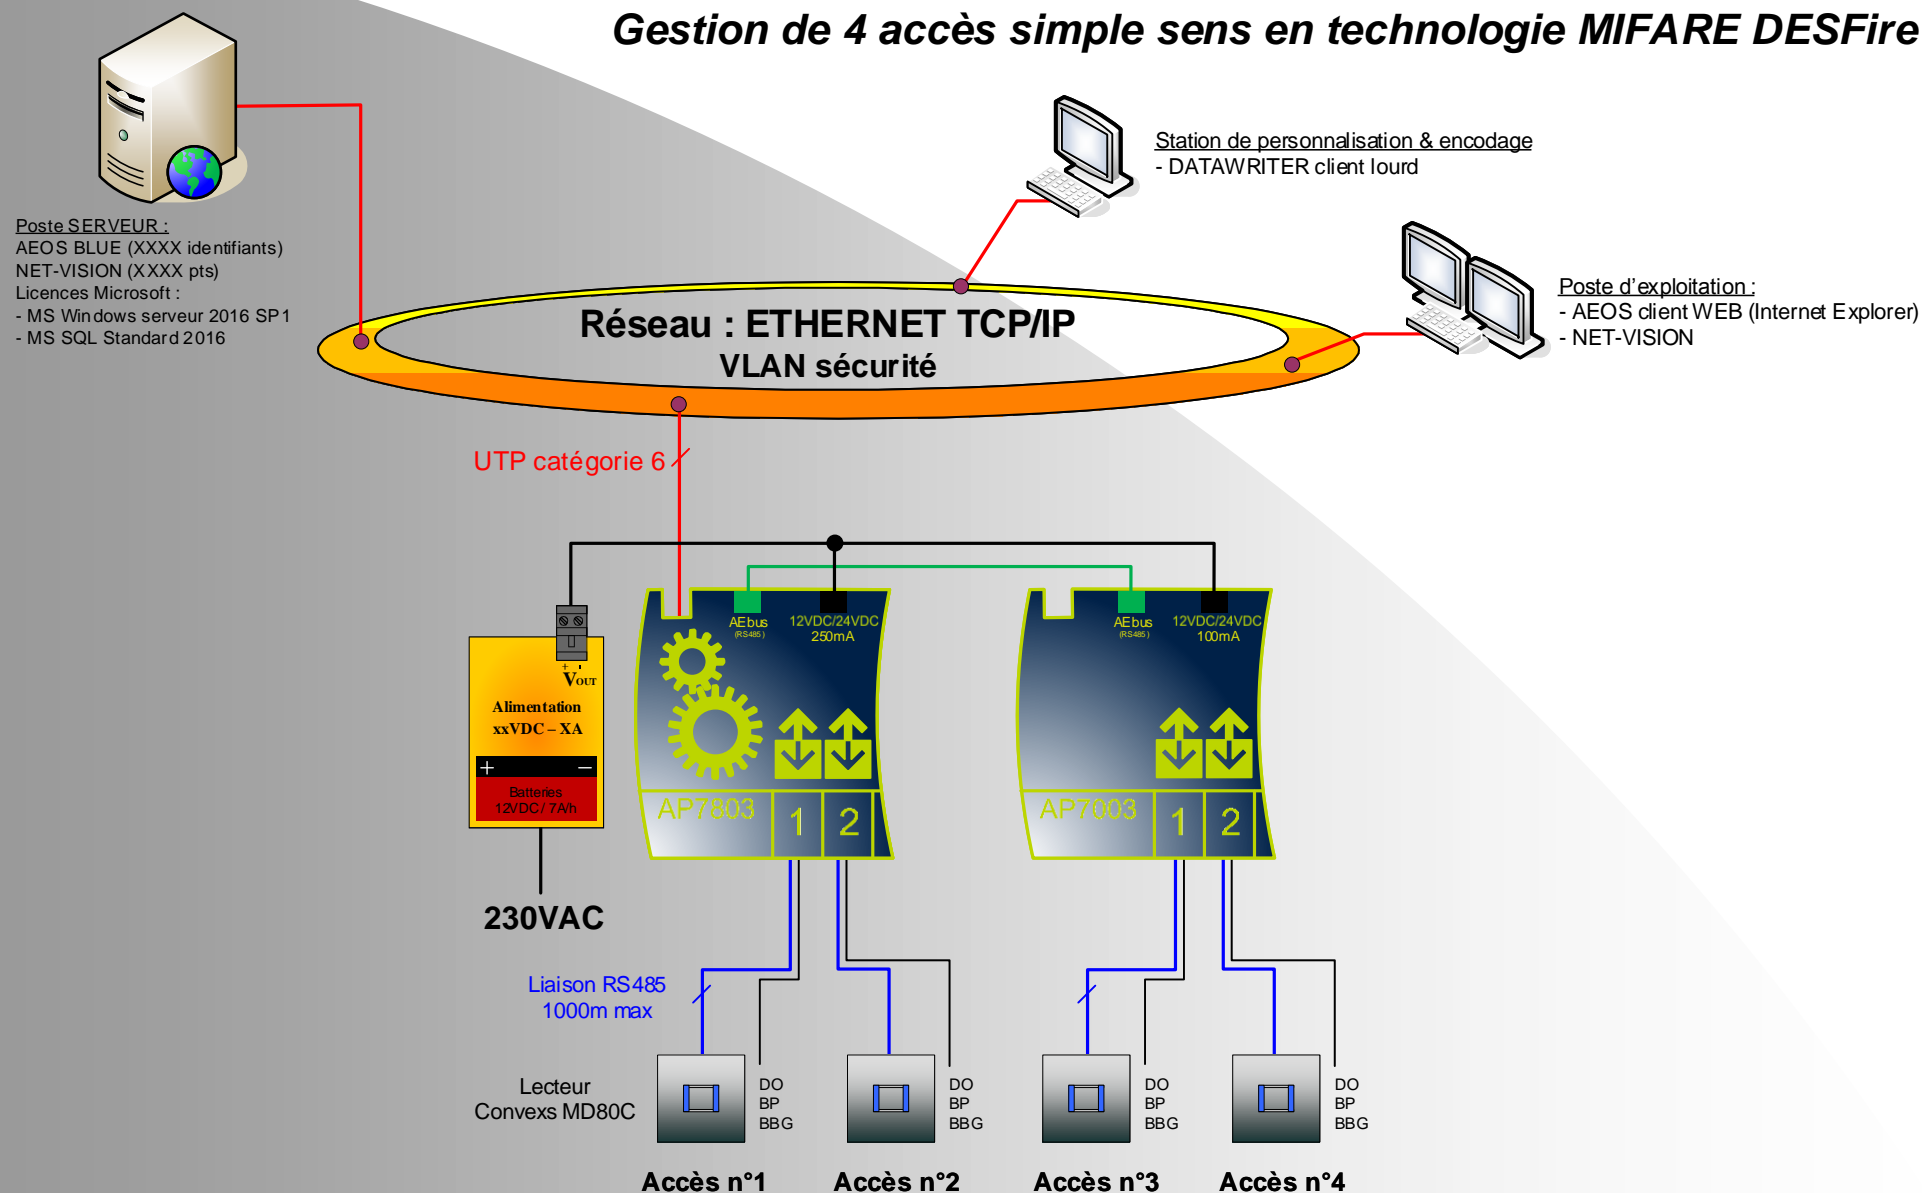 Gestion de 4 accès simple sens en technologie MIFARE DESFire
Station de personnalisation & encodage
- DATAWRITER client lourd
Poste SERVEUR :
AEOS BLUE (XXXX identifiants)
NET-VISION (XXXX pts)
Licences Microsoft :
- MS Windows serveur 2016 SP1
- MS SQL Standard 2016
Poste d'exploitation :
- AEOS client WEB (Internet Explorer)
- NET-VISION
Réseau : ETHERNET TCP/IP
VLAN sécurité
UTP catégorie 6
AEbus
(RS485)
12VDC/24VDC
250mA
AEbus
(RS485)
12VDC/24VDC
100mA
+ -
VOUT
Alimentation
xxVDC – XA
+ −
Batteries
12VDC / 7A/h
AP7803
1
2
AP7003
1
2
230VAC
Liaison RS485
1000m max
Lecteur
Convexs MD80C
DO
BP
BBG
DO
BP
BBG
DO
BP
BBG
DO
BP
BBG
Accès n°1
Accès n°2
Accès n°3
Accès n°4